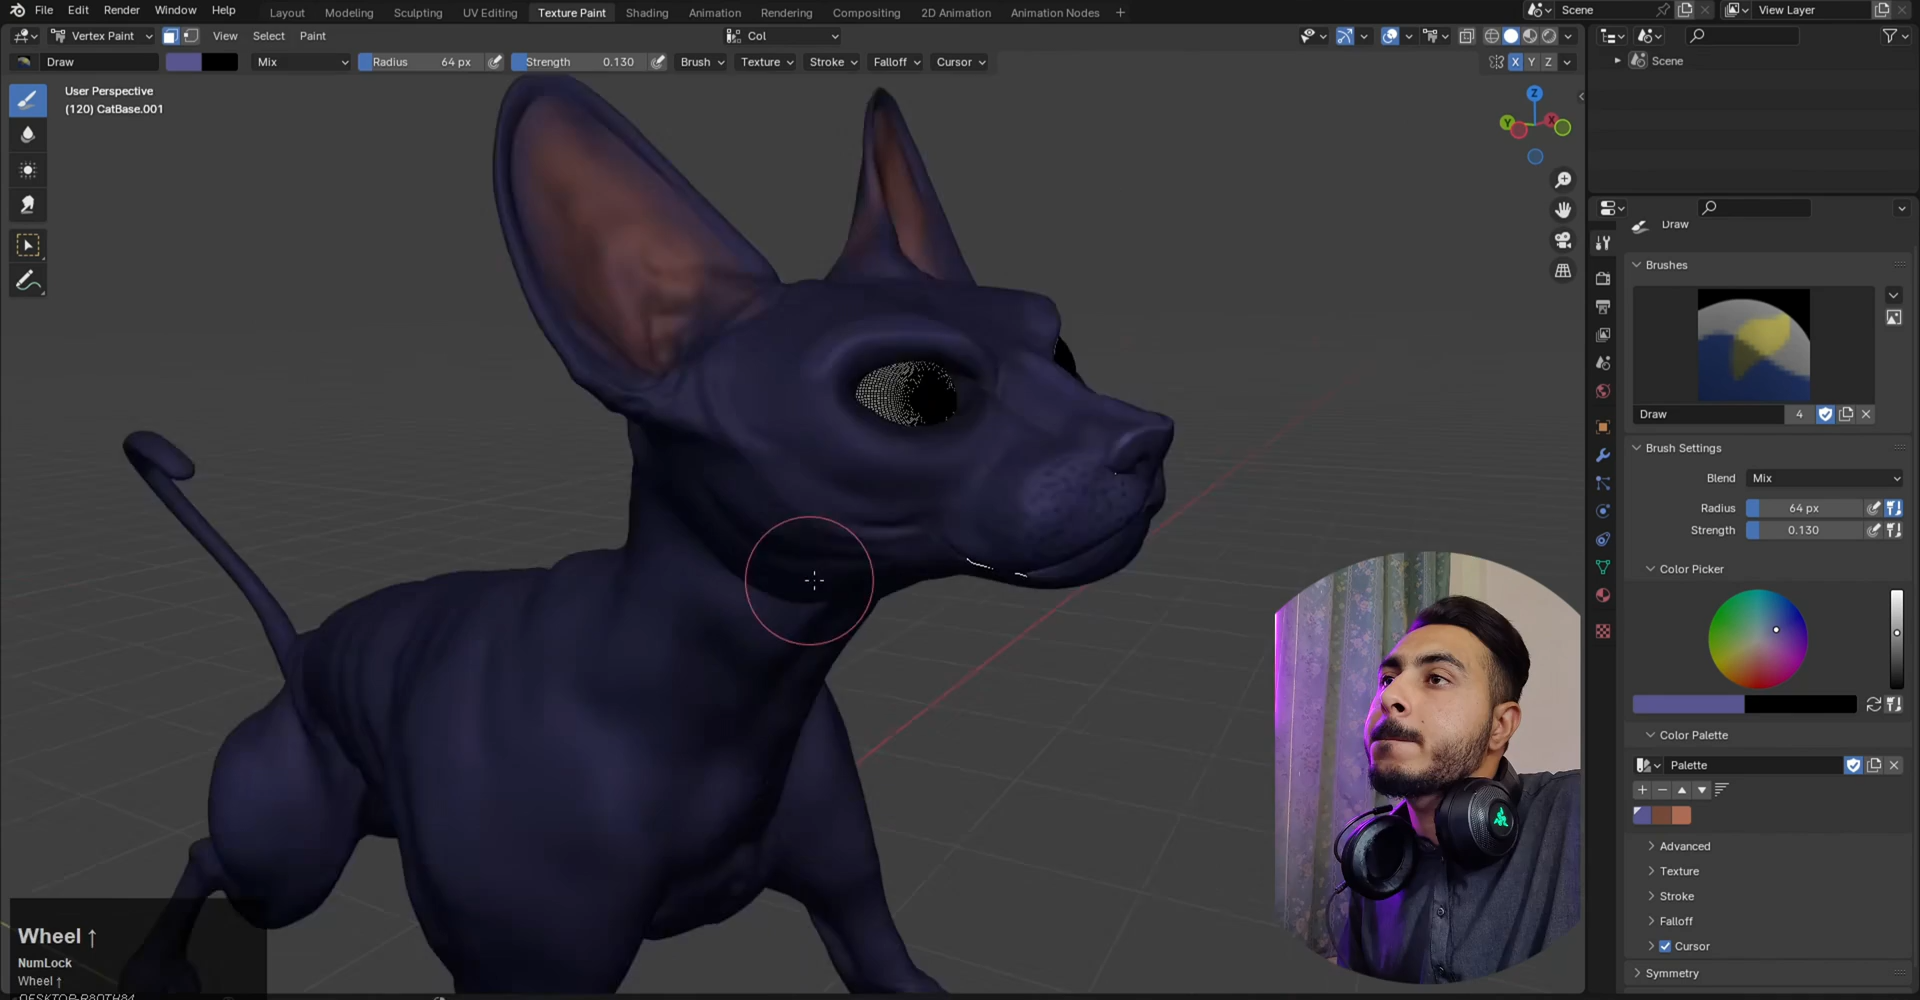 File Edit Render Window Help Layout Modeling Sculpting UV Editing Texture Paint Shading Animation Rendering Compositing 2D Animation Animation Nodes + Scene View Layer
Vertex Paint View Select Paint Col
Draw Mix Radius 64 px Strength 0.130 Brush Texture Stroke Falloff Cursor X Y Z
Scene
User Perspective
(120) CatBase.001
Z
Y
X
Draw
Brushes
Draw 4
Brush Settings
Blend Mix
Radius 64 px
Strength 0.130
Color Picker
Color Palette
Palette
Advanced
Texture
Stroke
Falloff
Cursor
Symmetry
Wheel ↑
NumLock
Wheel ↑